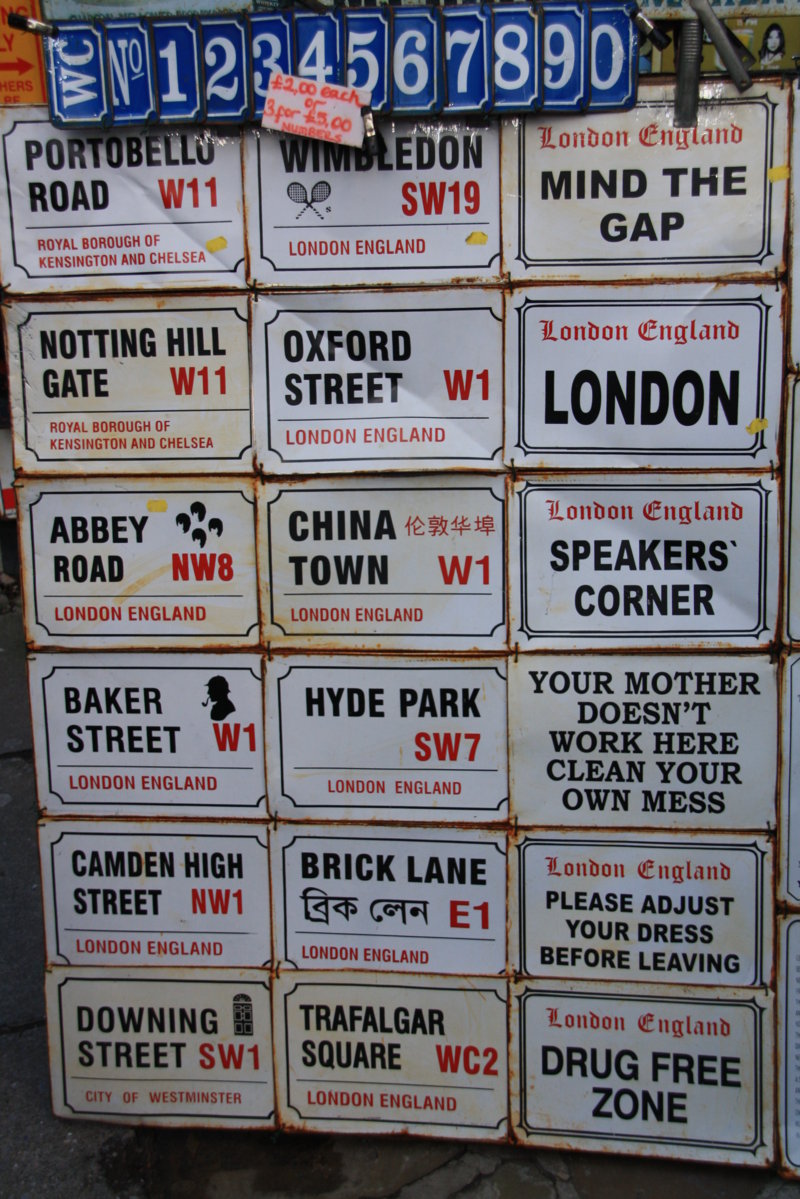 WC
Nº
1
2
3
4
5
6
7
8
9
0
£2,00 each
or
3 for £5,00
NUMBERS
PORTOBELLO
ROAD W11
ROYAL BOROUGH OF
KENSINGTON AND CHELSEA
WIMBLEDON
SW19
LONDON ENGLAND
London England
MIND THE
GAP
NOTTING HILL
GATE W11
ROYAL BOROUGH OF
KENSINGTON AND CHELSEA
OXFORD
STREET W1
LONDON ENGLAND
London England
LONDON
ABBEY
ROAD NW8
LONDON ENGLAND
CHINA 伦敦华埠
TOWN W1
LONDON ENGLAND
London England
SPEAKERS`
CORNER
BAKER
STREET W1
LONDON ENGLAND
HYDE PARK
SW7
LONDON ENGLAND
YOUR MOTHER
DOESN'T
WORK HERE
CLEAN YOUR
OWN MESS
CAMDEN HIGH
STREET NW1
LONDON ENGLAND
BRICK LANE
ব্রিক লেন E1
LONDON ENGLAND
London England
PLEASE ADJUST
YOUR DRESS
BEFORE LEAVING
DOWNING
STREET SW1
CITY OF WESTMINSTER
TRAFALGAR
SQUARE WC2
LONDON ENGLAND
London England
DRUG FREE
ZONE